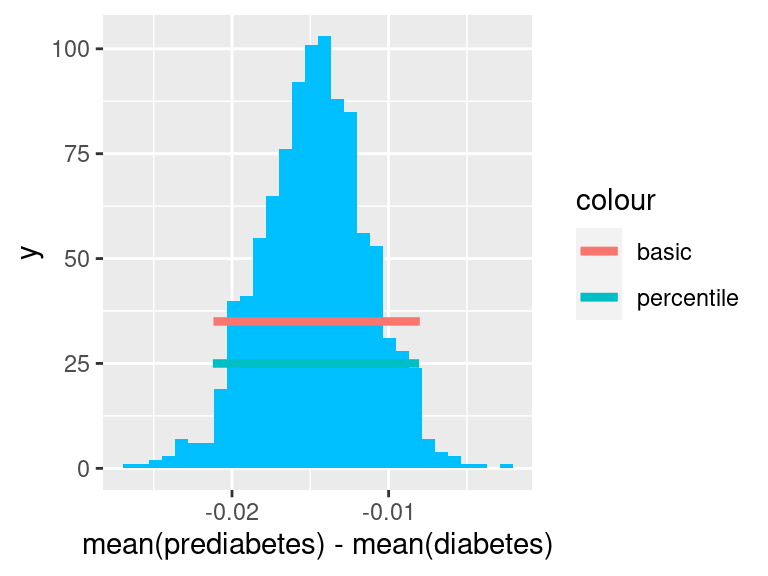 100
75
50
25
0
y
-0.02
-0.01
mean(prediabetes) - mean(diabetes)
colour
basic
percentile